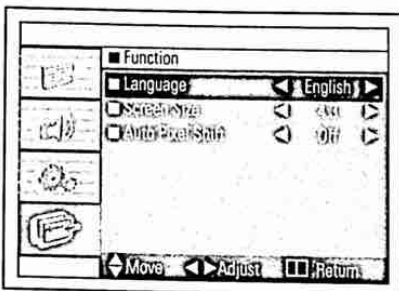 ■ Function
Language ◀ English ▶
Screen Size
Auto Pixel Shift Off
Move Adjust Return